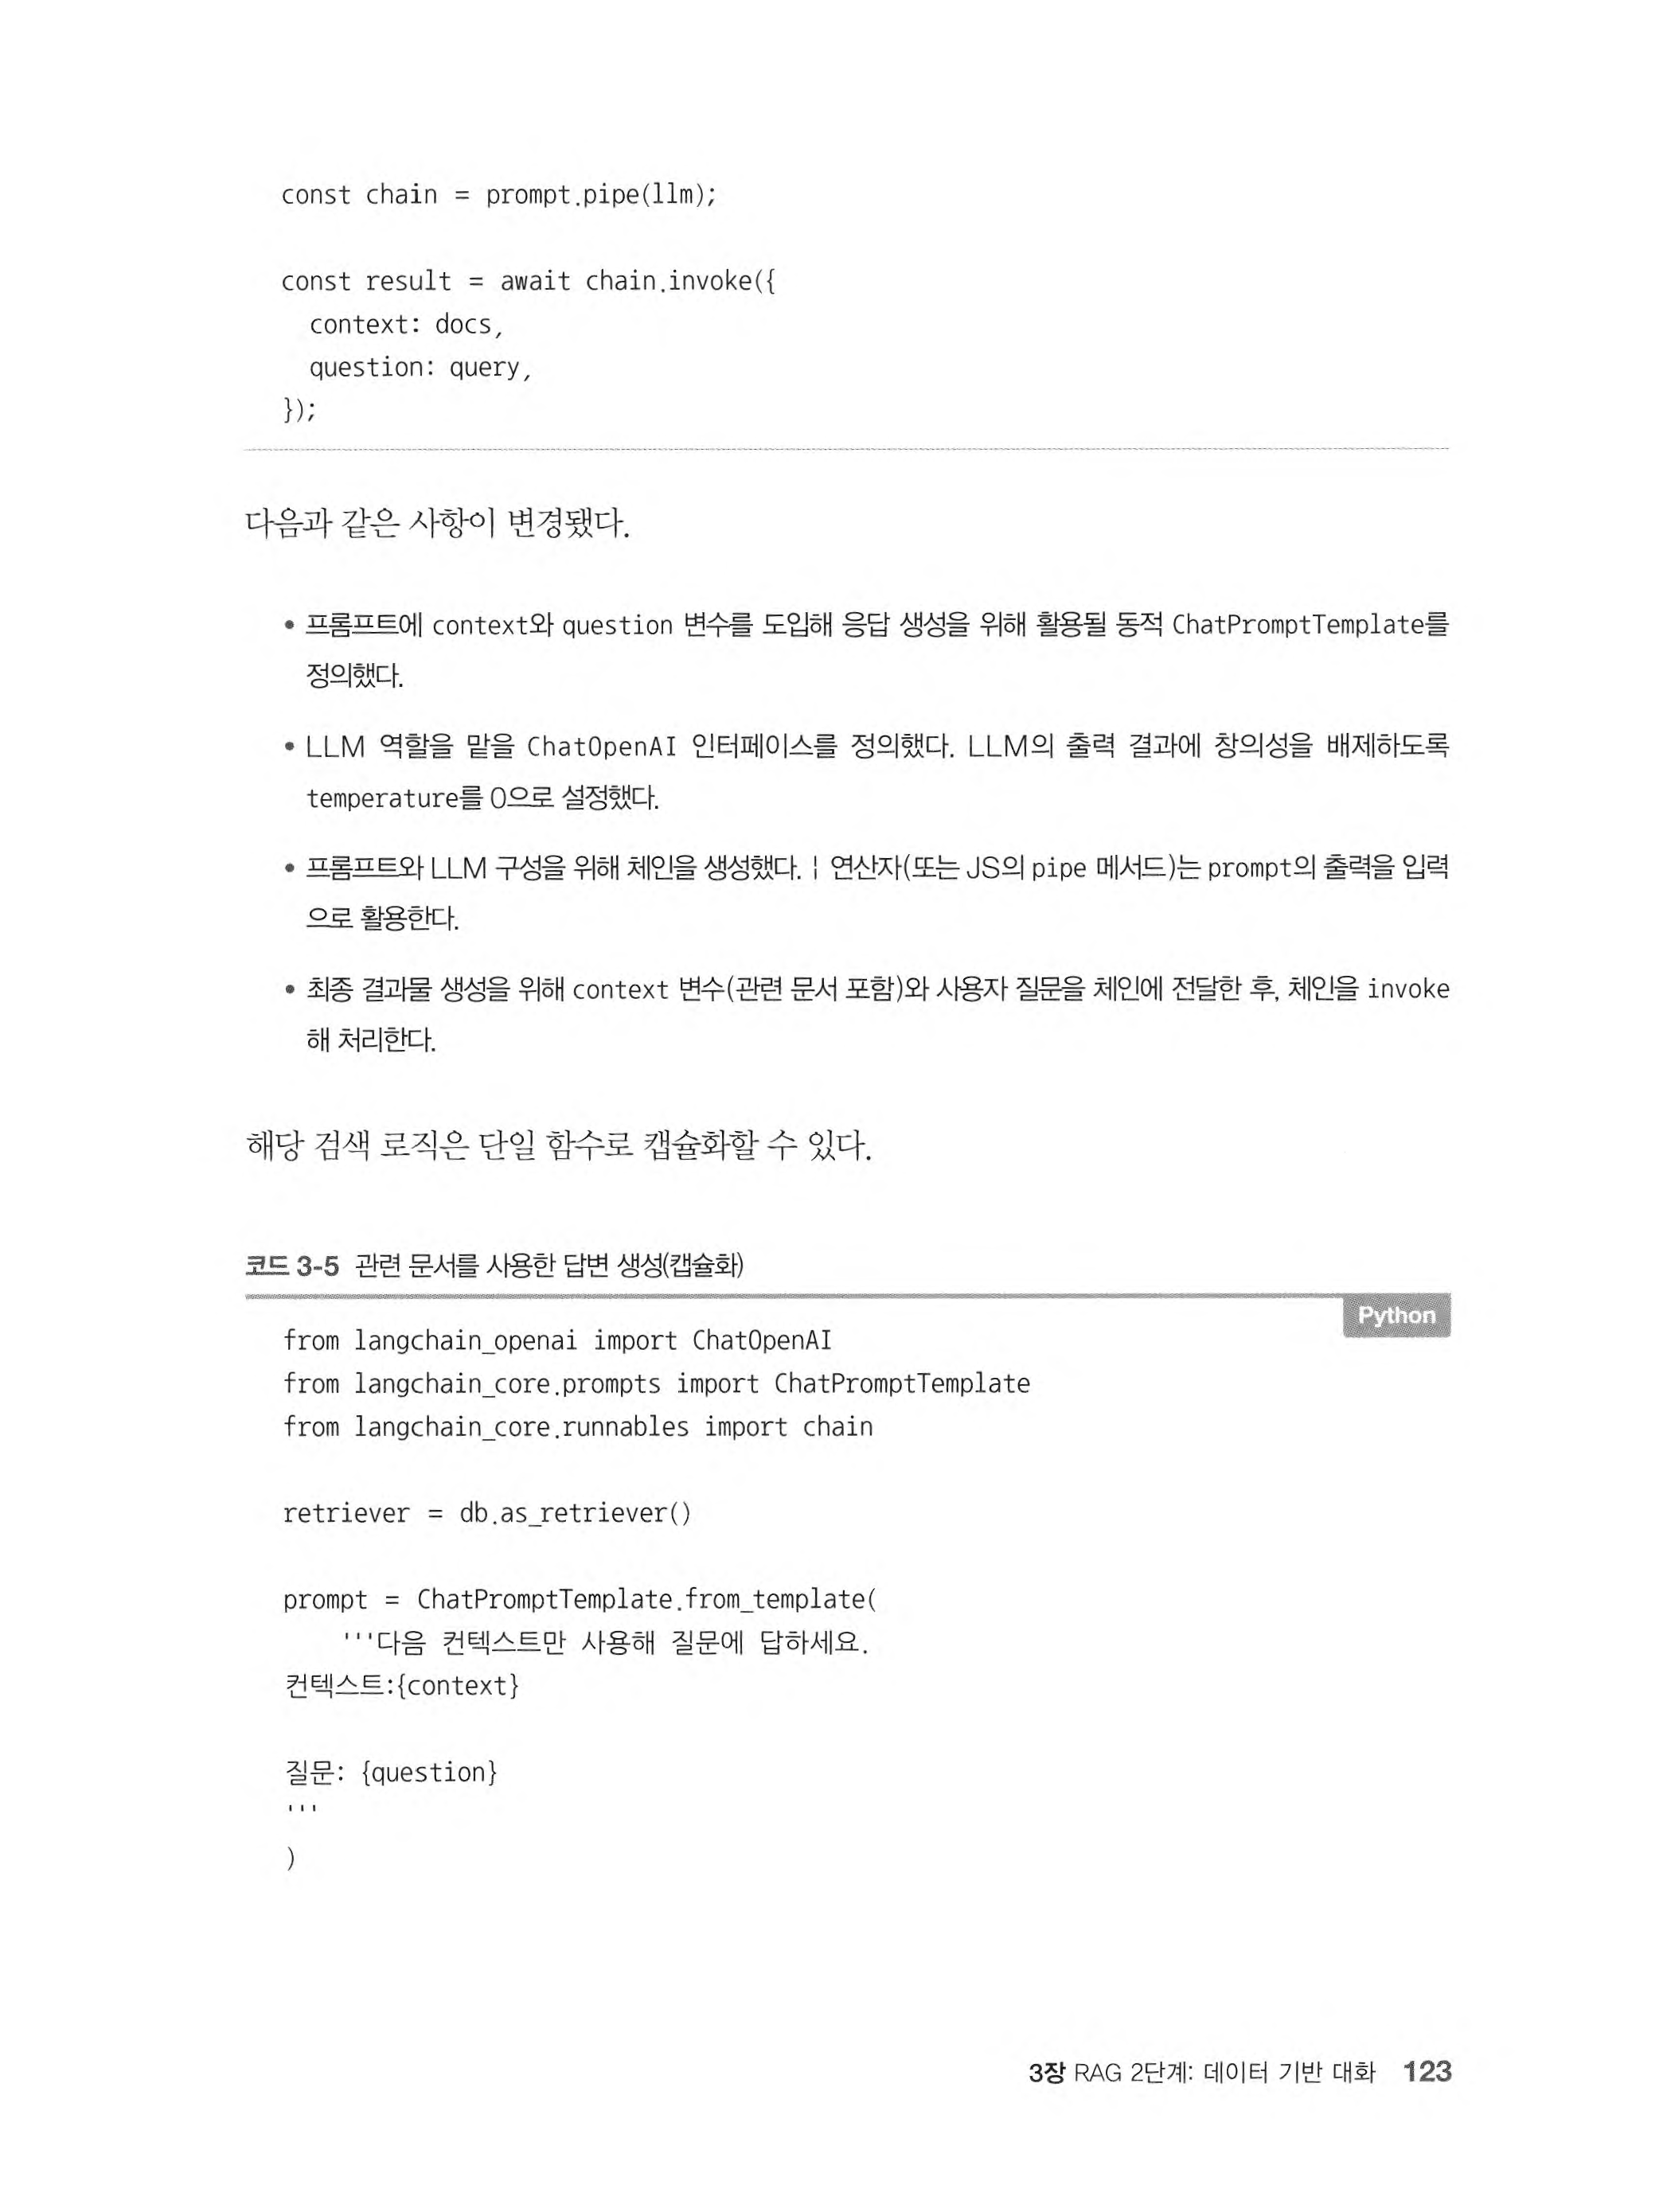 const chain = prompt.pipe(llm);
const result = await chain.invoke({
  context: docs,
  question: query,
});
다음과 같은 사항이 변경됐다.
• 프롬프트에 context와 question 변수를 도입해 응답 생성을 위해 활용될 동적 ChatPromptTemplate를
정의했다.
• LLM 역할을 맡을 ChatOpenAI 인터페이스를 정의했다. LLM의 출력 결과에 창의성을 배제하도록
temperature를 0으로 설정했다.
• 프롬프트와 LLM 구성을 위해 체인을 생성했다. | 연산자(또는 JS의 pipe 메서드)는 prompt의 출력을 입력
으로 활용한다.
• 최종 결과물 생성을 위해 context 변수(관련 문서 포함)와 사용자 질문을 체인에 전달한 후, 체인을 invoke
해 처리한다.
해당 검색 로직은 단일 함수로 캡슐화할 수 있다.
코드 3-5 관련 문서를 사용한 답변 생성(캡슐화)
Python
from langchain_openai import ChatOpenAI
from langchain_core.prompts import ChatPromptTemplate
from langchain_core.runnables import chain
retriever = db.as_retriever()
prompt = ChatPromptTemplate.from_template(
    '''다음 컨텍스트만 사용해 질문에 답하세요.
컨텍스트:{context}
질문: {question}
'''
)
3장 RAG 2단계: 데이터 기반 대화 123